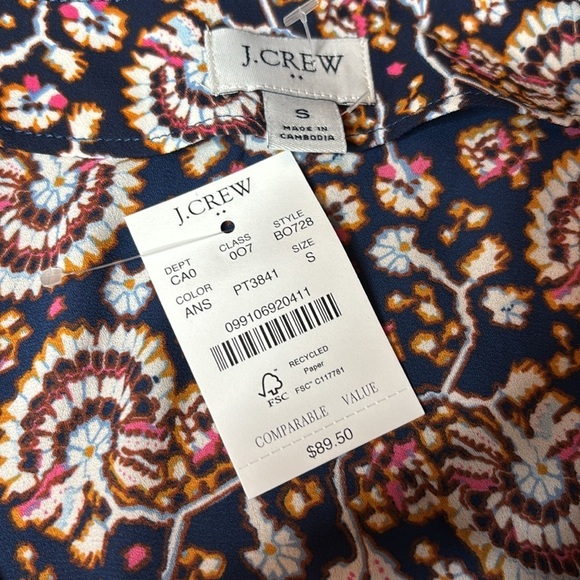 J.CREW
S
MADE IN
CAMBODIA
J.CREW
DEPT CLASS STYLE
CA0 007 BO728
COLOR SIZE
ANS PT3841 S
099106920411
RECYCLED
Paper
FSC® C117781
FSC
COMPARABLE VALUE
$89.50